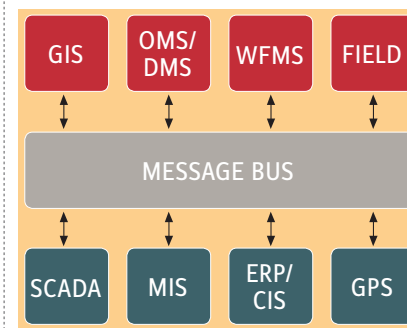 GIS
OMS/
DMS
WFMS
FIELD
MESSAGE BUS
SCADA
MIS
ERP/
CIS
GPS